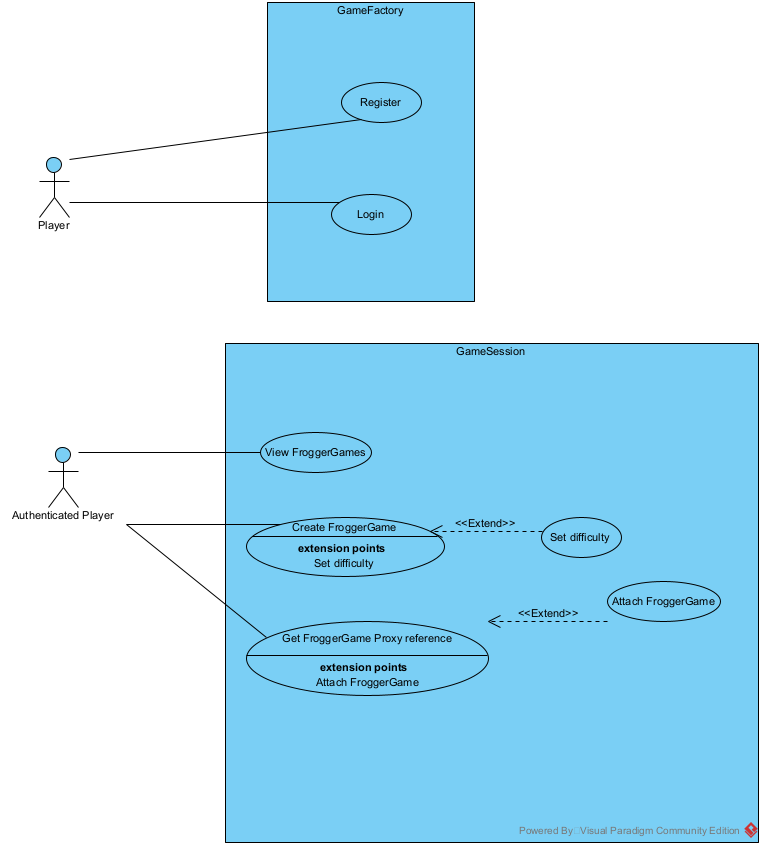 GameFactory
Register
Login
Player
GameSession
View FroggerGames
Authenticated Player
Create FroggerGame
<<Extend>>
Set difficulty
extension points
Set difficulty
Attach FroggerGame
<<Extend>>
Get FroggerGame Proxy reference
extension points
Attach FroggerGame
Powered By Visual Paradigm Community Edition